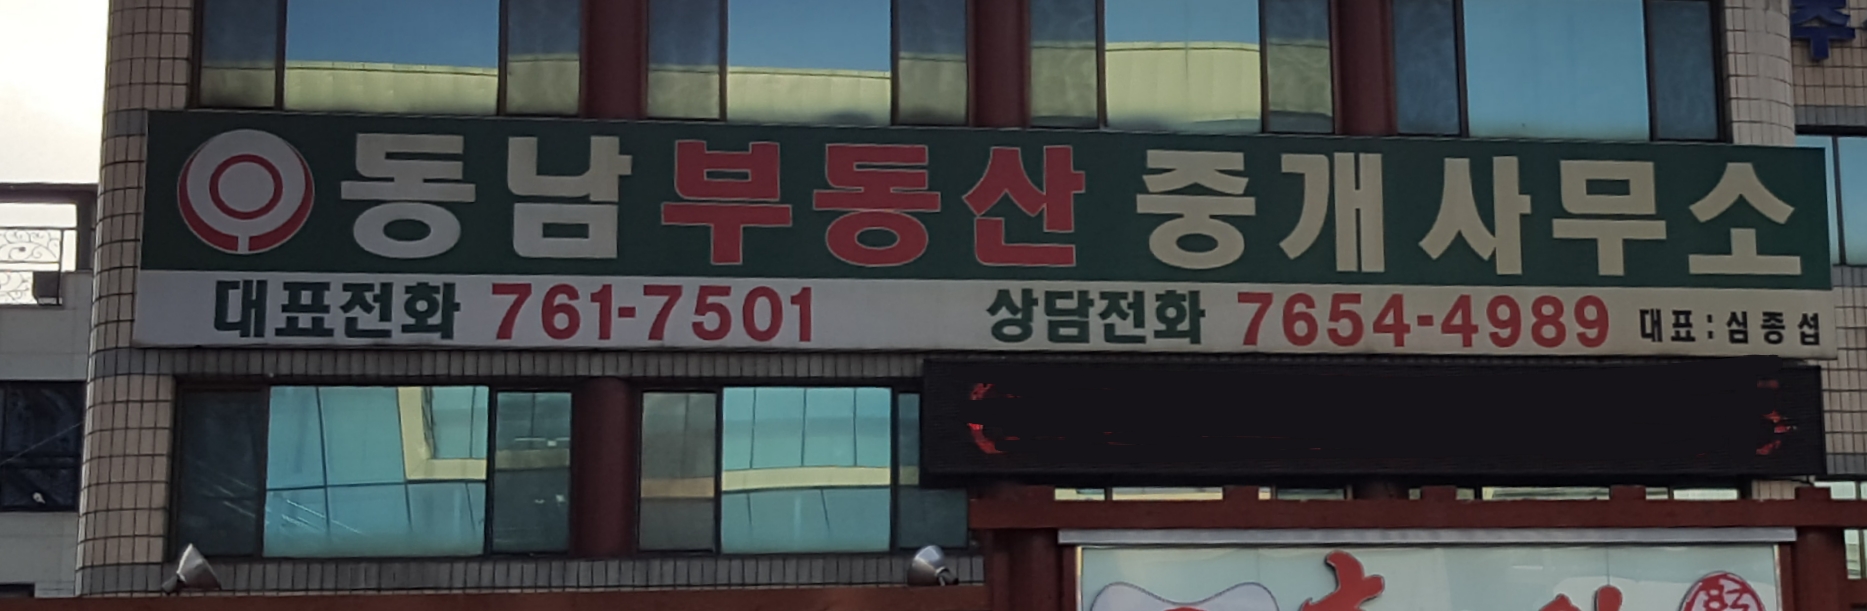 동남부동산 중개사무소
대표전화 761-7501 상담전화 7654-4989 대표:심종섭